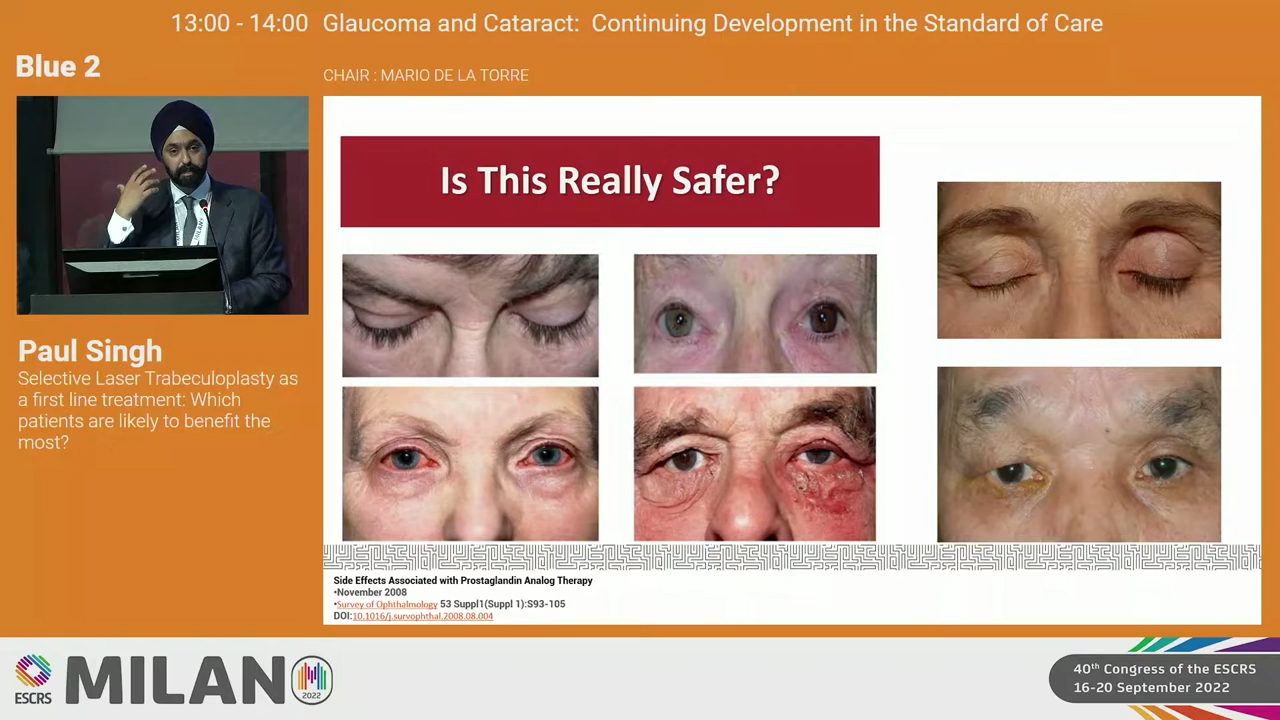 13:00 - 14:00 Glaucoma and Cataract: Continuing Development in the Standard of Care
Blue 2
CHAIR : MARIO DE LA TORRE
Is This Really Safer?
Paul Singh
Selective Laser Trabeculoplasty as
a first line treatment: Which
patients are likely to benefit the
most?
Side Effects Associated with Prostaglandin Analog Therapy
•November 2008
•Survey of Ophthalmology 53 Suppl1(Suppl 1):S93-105
DOI:10.1016/j.survophthal.2008.08.004
ESCRS
MILANO
2022
40th Congress of the ESCRS
16-20 September 2022